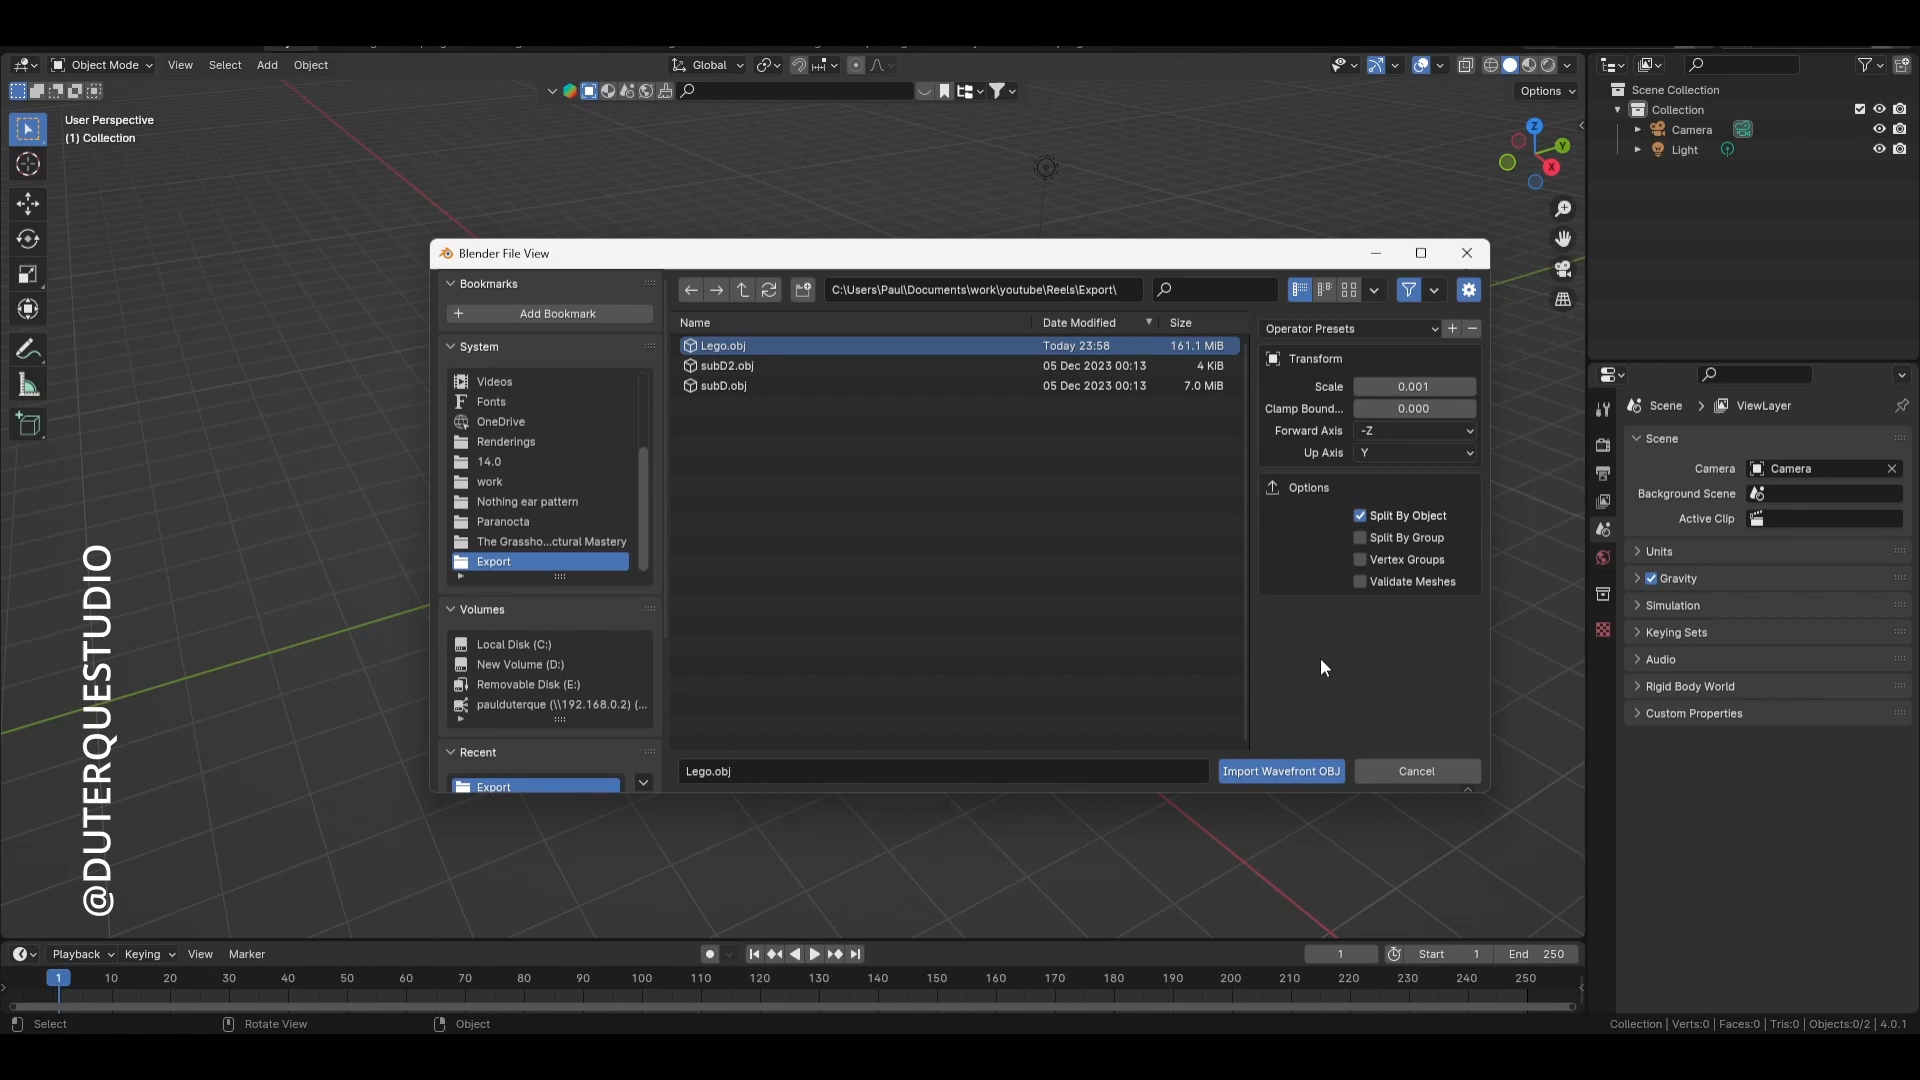 Object Mode
View
Select
Add
Object
Global
Options
User Perspective
(1) Collection
Z
Y
X
Scene Collection
Collection
Camera
Light
Blender File View
Bookmarks
Add Bookmark
System
Videos
Fonts
OneDrive
Renderings
14.0
work
Nothing ear pattern
Paranocta
The Grassho...ctural Mastery
Export
Volumes
Local Disk (C:)
New Volume (D:)
Removable Disk (E:)
paulduterque (\\192.168.0.2) (...
Recent
Export
C:\Users\Paul\Documents\work\youtube\Reels\Export\
Name Date Modified Size
Lego.obj Today 23:58 161.1 MiB
subD2.obj 05 Dec 2023 00:13 4 KiB
subD.obj 05 Dec 2023 00:13 7.0 MiB
Operator Presets
Transform
Scale 0.001
Clamp Bound... 0.000
Forward Axis -Z
Up Axis Y
Options
Split By Object
Split By Group
Vertex Groups
Validate Meshes
Lego.obj
Import Wavefront OBJ
Cancel
Scene
ViewLayer
Scene
Camera Camera
Background Scene
Active Clip
Units
Gravity
Simulation
Keying Sets
Audio
Rigid Body World
Custom Properties
@DUTERQUESTUDIO
Playback
Keying
View
Marker
1
Start 1
End 250
1 10 20 30 40 50 60 70 80 90 100 110 120 130 140 150 160 170 180 190 200 210 220 230 240 250
Select
Rotate View
Object
Collection | Verts:0 | Faces:0 | Tris:0 | Objects:0/2 | 4.0.1